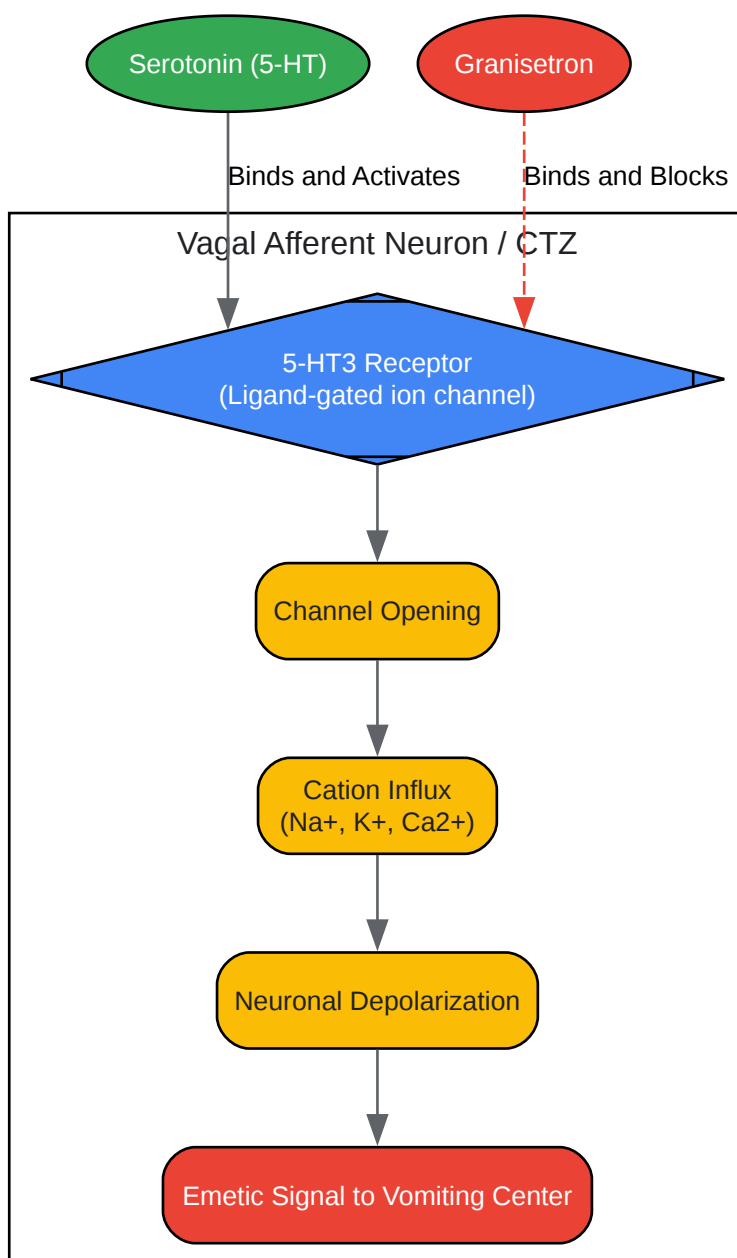 Serotonin (5-HT)
Granisetron
Binds and Activates
Binds and Blocks
Vagal Afferent Neuron / CTZ
5-HT3 Receptor
(Ligand-gated ion channel)
Channel Opening
Cation Influx
(Na+, K+, Ca2+)
Neuronal Depolarization
Emetic Signal to Vomiting Center